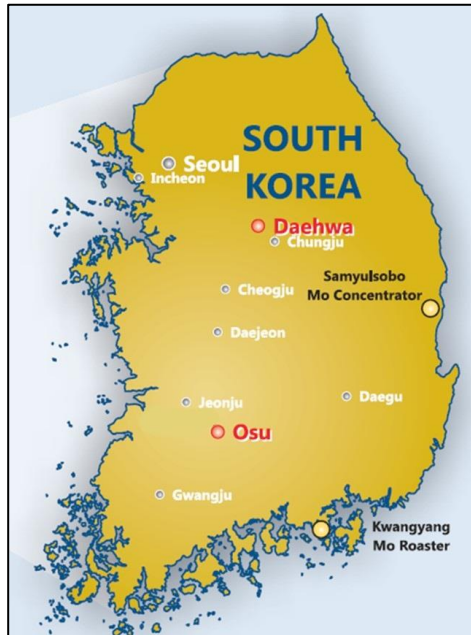 SOUTH
KOREA
Seoul
Incheon
Daehwa
Chungju
Samyulsobo
Mo Concentrator
Cheogju
Daejeon
Jeonju
Daegu
Osu
Gwangju
Kwangyang
Mo Roaster